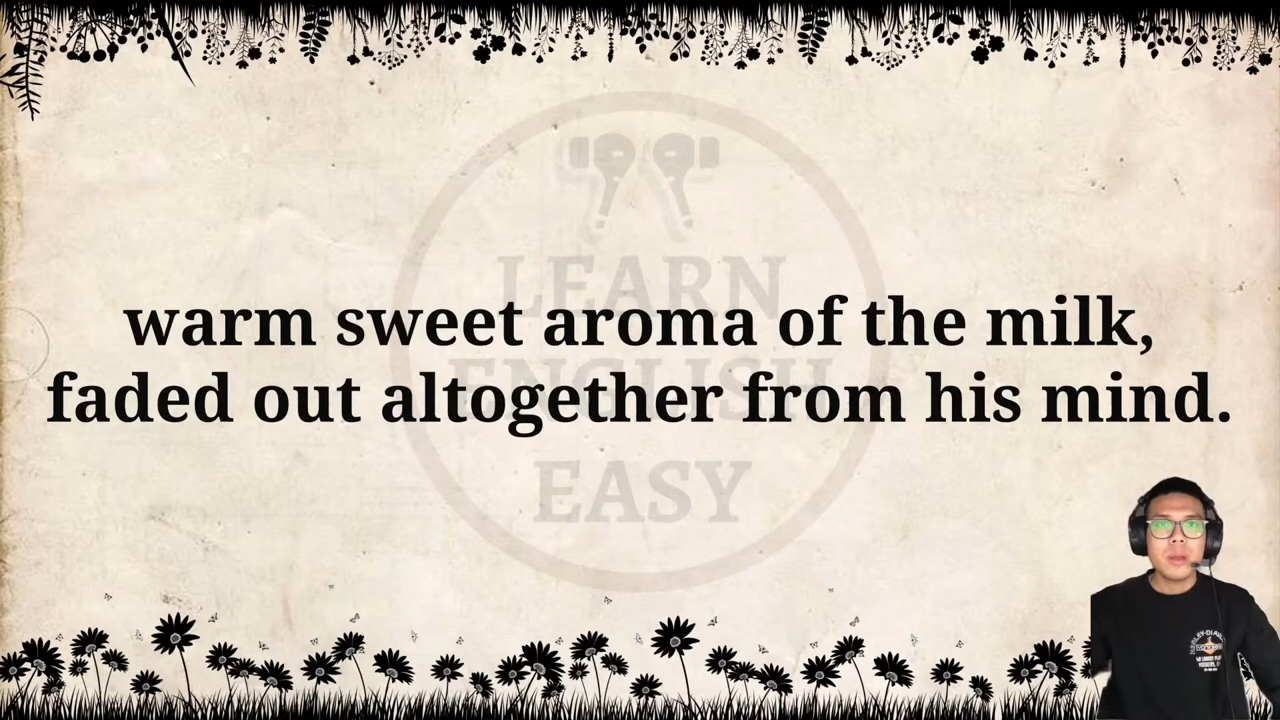 LEARN
warm sweet aroma of the milk,
ENGLISH
faded out altogether from his mind.
EASY